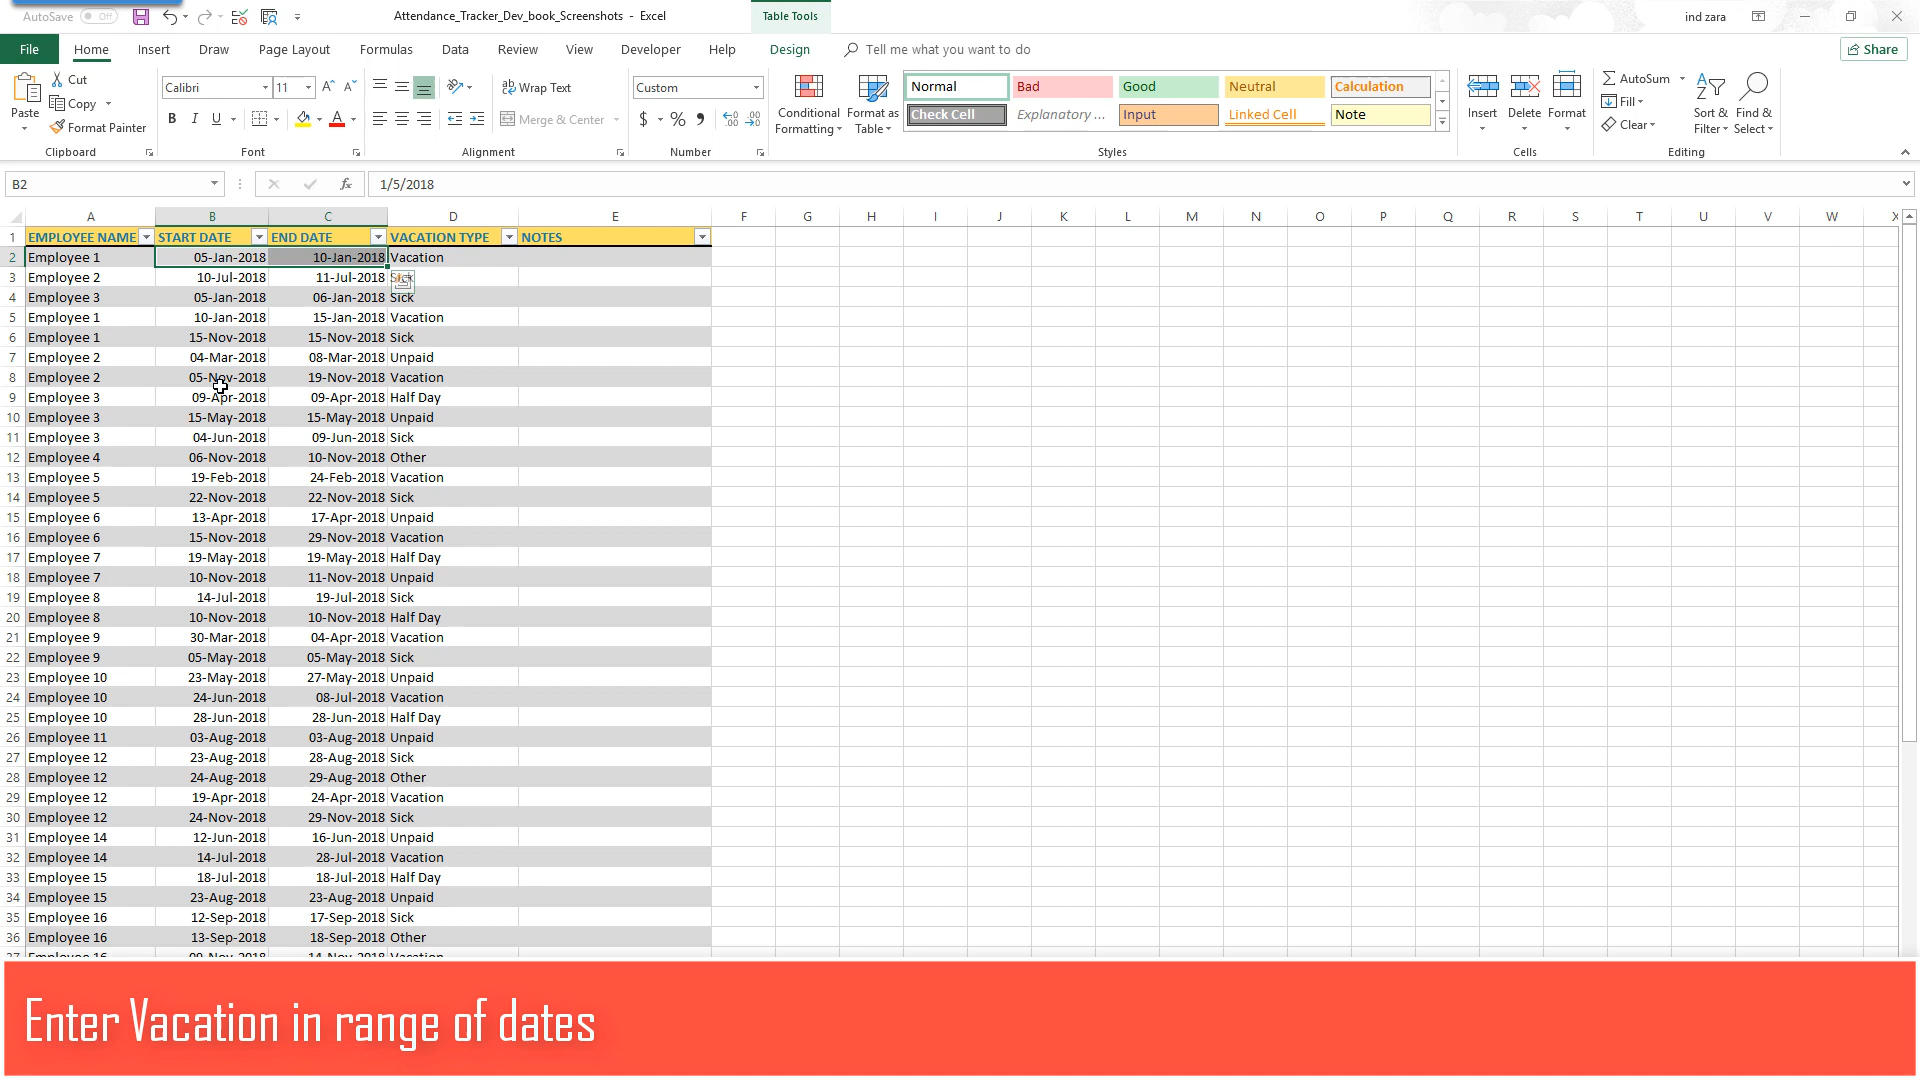 AutoSave Off Attendance_Tracker_Dev_book_Screenshots - Excel Table Tools ind zara
File Home Insert Draw Page Layout Formulas Data Review View Developer Help Design Tell me what you want to do Share
Paste Cut Copy Format Painter Clipboard
Calibri 11 B I U Font
Wrap Text Merge & Center Alignment
Custom $ % Number
Conditional Formatting Format as Table
Normal Bad Good Neutral Calculation
Check Cell Explanatory ... Input Linked Cell Note
Styles
Insert Delete Format Cells
AutoSum Fill Clear Sort & Filter Find & Select Editing
B2 fx 1/5/2018
A B C D E F G H I J K L M N O P Q R S T U V W X
1 EMPLOYEE NAME START DATE END DATE VACATION TYPE NOTES
2 Employee 1 05-Jan-2018 10-Jan-2018 Vacation
3 Employee 2 10-Jul-2018 11-Jul-2018
4 Employee 3 05-Jan-2018 06-Jan-2018 Sick
5 Employee 1 10-Jan-2018 15-Jan-2018 Vacation
6 Employee 1 15-Nov-2018 15-Nov-2018 Sick
7 Employee 2 04-Mar-2018 08-Mar-2018 Unpaid
8 Employee 2 05-Nov-2018 19-Nov-2018 Vacation
9 Employee 3 09-Apr-2018 09-Apr-2018 Half Day
10 Employee 3 15-May-2018 15-May-2018 Unpaid
11 Employee 3 04-Jun-2018 09-Jun-2018 Sick
12 Employee 4 06-Nov-2018 10-Nov-2018 Other
13 Employee 5 19-Feb-2018 24-Feb-2018 Vacation
14 Employee 5 22-Nov-2018 22-Nov-2018 Sick
15 Employee 6 13-Apr-2018 17-Apr-2018 Unpaid
16 Employee 6 15-Nov-2018 29-Nov-2018 Vacation
17 Employee 7 19-May-2018 19-May-2018 Half Day
18 Employee 7 10-Nov-2018 11-Nov-2018 Unpaid
19 Employee 8 14-Jul-2018 19-Jul-2018 Sick
20 Employee 8 10-Nov-2018 10-Nov-2018 Half Day
21 Employee 9 30-Mar-2018 04-Apr-2018 Vacation
22 Employee 9 05-May-2018 05-May-2018 Sick
23 Employee 10 23-May-2018 27-May-2018 Unpaid
24 Employee 10 24-Jun-2018 08-Jul-2018 Vacation
25 Employee 10 28-Jun-2018 28-Jun-2018 Half Day
26 Employee 11 03-Aug-2018 03-Aug-2018 Unpaid
27 Employee 12 23-Aug-2018 28-Aug-2018 Sick
28 Employee 12 24-Aug-2018 29-Aug-2018 Other
29 Employee 12 19-Apr-2018 24-Apr-2018 Vacation
30 Employee 12 24-Nov-2018 29-Nov-2018 Sick
31 Employee 14 12-Jun-2018 16-Jun-2018 Unpaid
32 Employee 14 14-Jul-2018 28-Jul-2018 Vacation
33 Employee 15 18-Jul-2018 18-Jul-2018 Half Day
34 Employee 15 23-Aug-2018 23-Aug-2018 Unpaid
35 Employee 16 12-Sep-2018 17-Sep-2018 Sick
36 Employee 16 13-Sep-2018 18-Sep-2018 Other
Enter Vacation in range of dates